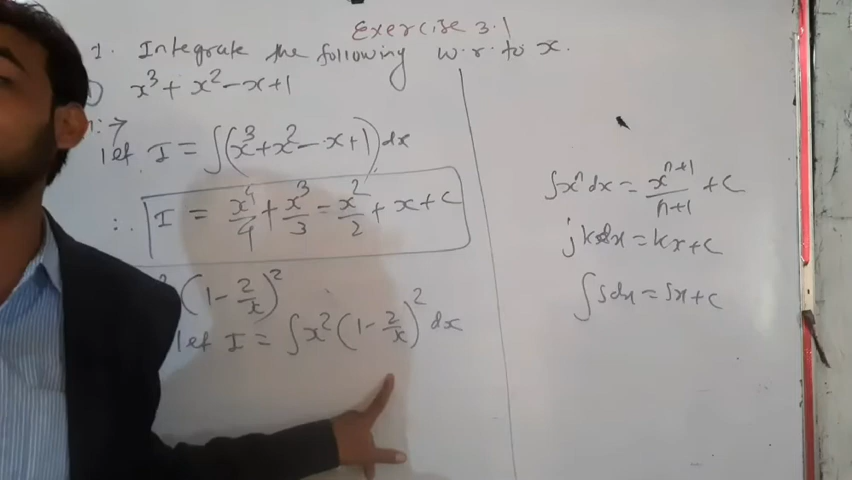 Exercise 3.1
1. Integrate the following w.r. to x.
) x³ + x² - x + 1
n: →
let I = ∫(x³ + x² - x + 1) dx
∴ I = x⁴/4 + x³/3 - x²/2 + x + c
(1 - 2/x)²
let I = ∫x² (1 - 2/x)² dx
∫xⁿ dx = xⁿ⁺¹/n+1 + c
∫k dx = kx + c
∫5dx = 5x + c